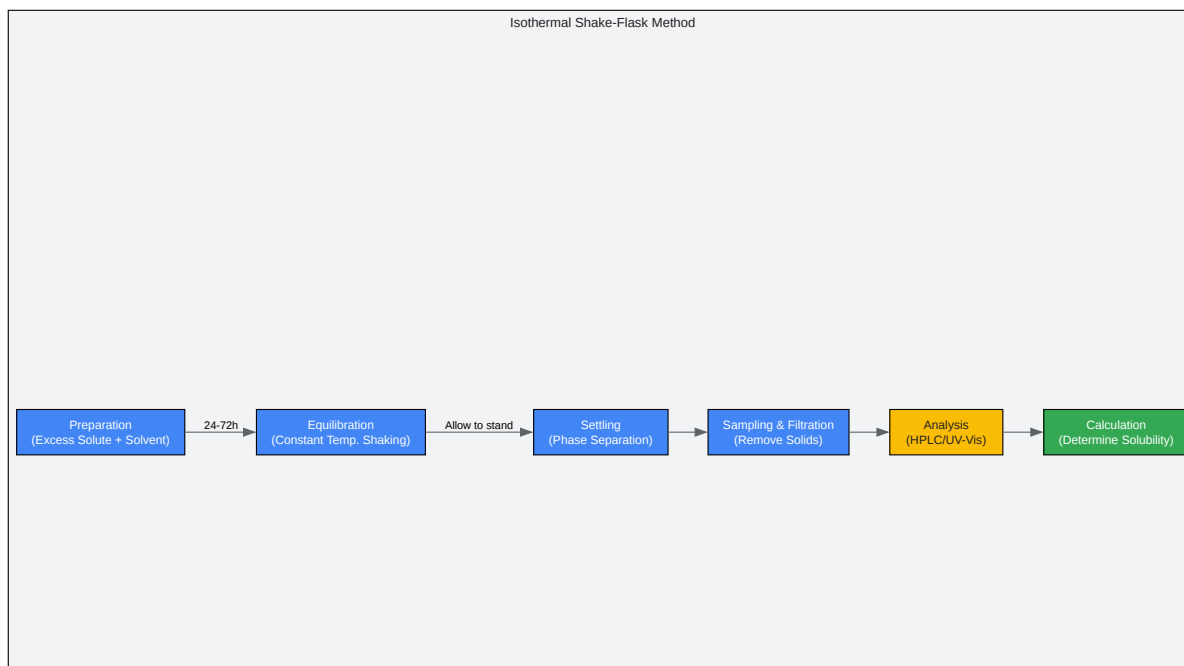 Isothermal Shake-Flask Method
Preparation
(Excess Solute + Solvent)
24-72h
Equilibration
(Constant Temp. Shaking)
Allow to stand
Settling
(Phase Separation)
Sampling & Filtration
(Remove Solids)
Analysis
(HPLC/UV-Vis)
Calculation
(Determine Solubility)